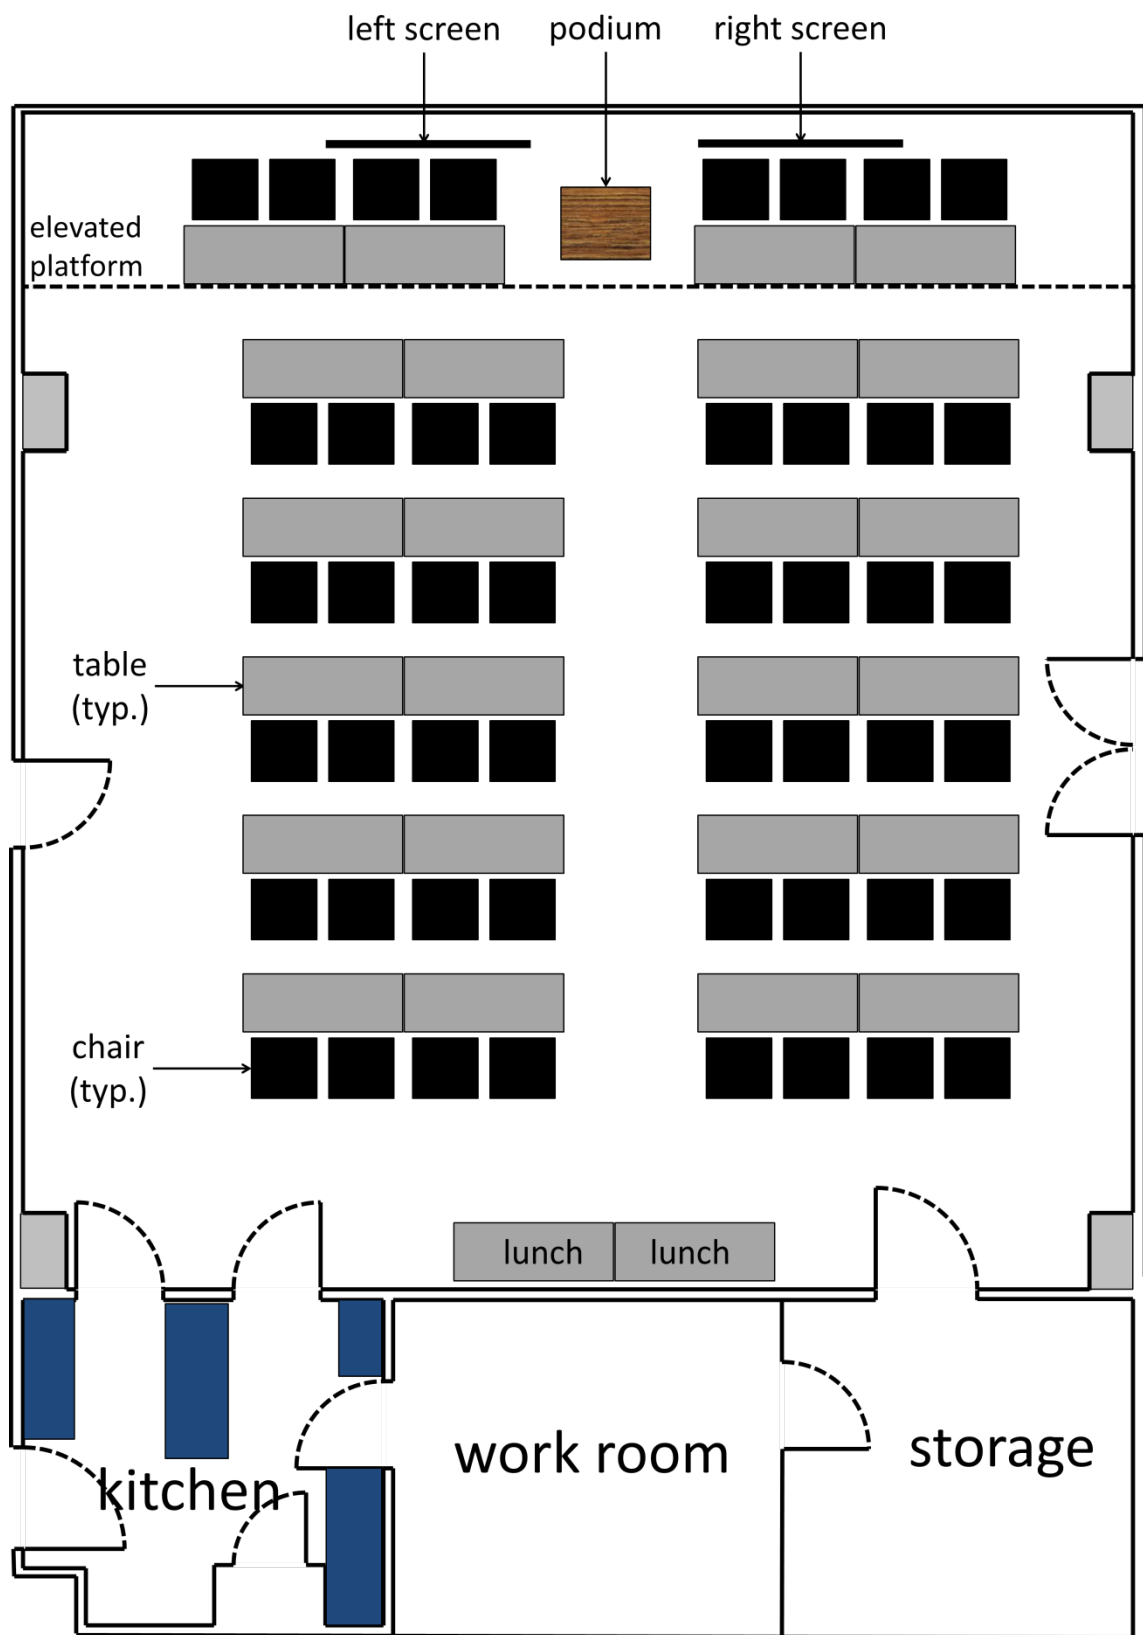 left screen
podium
right screen
elevated
platform
table
(typ.)
chair
(typ.)
lunch
lunch
kitchen
work room
storage